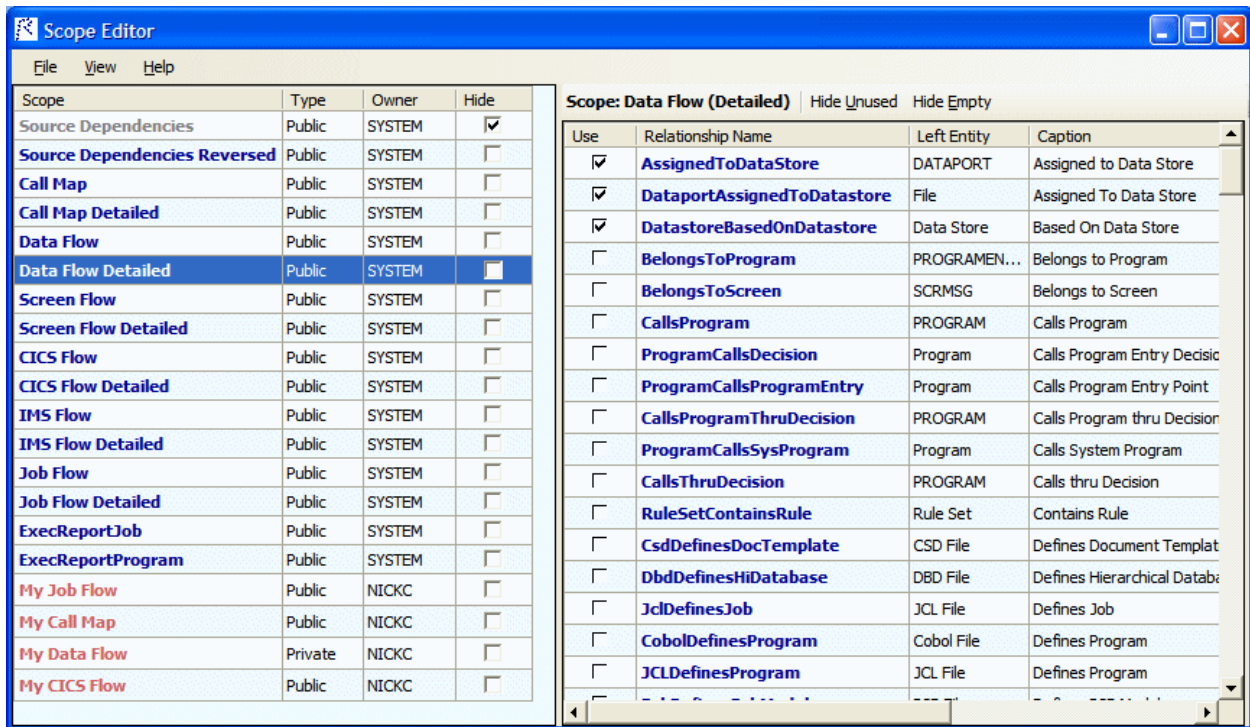 Scope Editor
File View Help
Scope Type Owner Hide
Source Dependencies Public SYSTEM
Source Dependencies Reversed Public SYSTEM
Call Map Public SYSTEM
Call Map Detailed Public SYSTEM
Data Flow Public SYSTEM
Data Flow Detailed Public SYSTEM
Screen Flow Public SYSTEM
Screen Flow Detailed Public SYSTEM
CICS Flow Public SYSTEM
CICS Flow Detailed Public SYSTEM
IMS Flow Public SYSTEM
IMS Flow Detailed Public SYSTEM
Job Flow Public SYSTEM
Job Flow Detailed Public SYSTEM
ExecReportJob Public SYSTEM
ExecReportProgram Public SYSTEM
My Job Flow Public NICKC
My Call Map Public NICKC
My Data Flow Private NICKC
My CICS Flow Public NICKC
Scope: Data Flow (Detailed) Hide Unused Hide Empty
Use Relationship Name Left Entity Caption
AssignedToDataStore DATAPORT Assigned to Data Store
DataportAssignedToDatastore File Assigned To Data Store
DatastoreBasedOnDatastore Data Store Based On Data Store
BelongsToProgram PROGRAMEN... Belongs to Program
BelongsToScreen SCRMSG Belongs to Screen
CallsProgram PROGRAM Calls Program
ProgramCallsDecision Program Calls Program Entry Decisio
ProgramCallsProgramEntry Program Calls Program Entry Point
CallsProgramThruDecision PROGRAM Calls Program thru Decision
ProgramCallsSysProgram Program Calls System Program
CallsThruDecision PROGRAM Calls thru Decision
RuleSetContainsRule Rule Set Contains Rule
CsdDefinesDocTemplate CSD File Defines Document Templat
DbdDefinesHiDatabase DBD File Defines Hierarchical Databa
JclDefinesJob JCL File Defines Job
CobolDefinesProgram Cobol File Defines Program
JCLDefinesProgram JCL File Defines Program